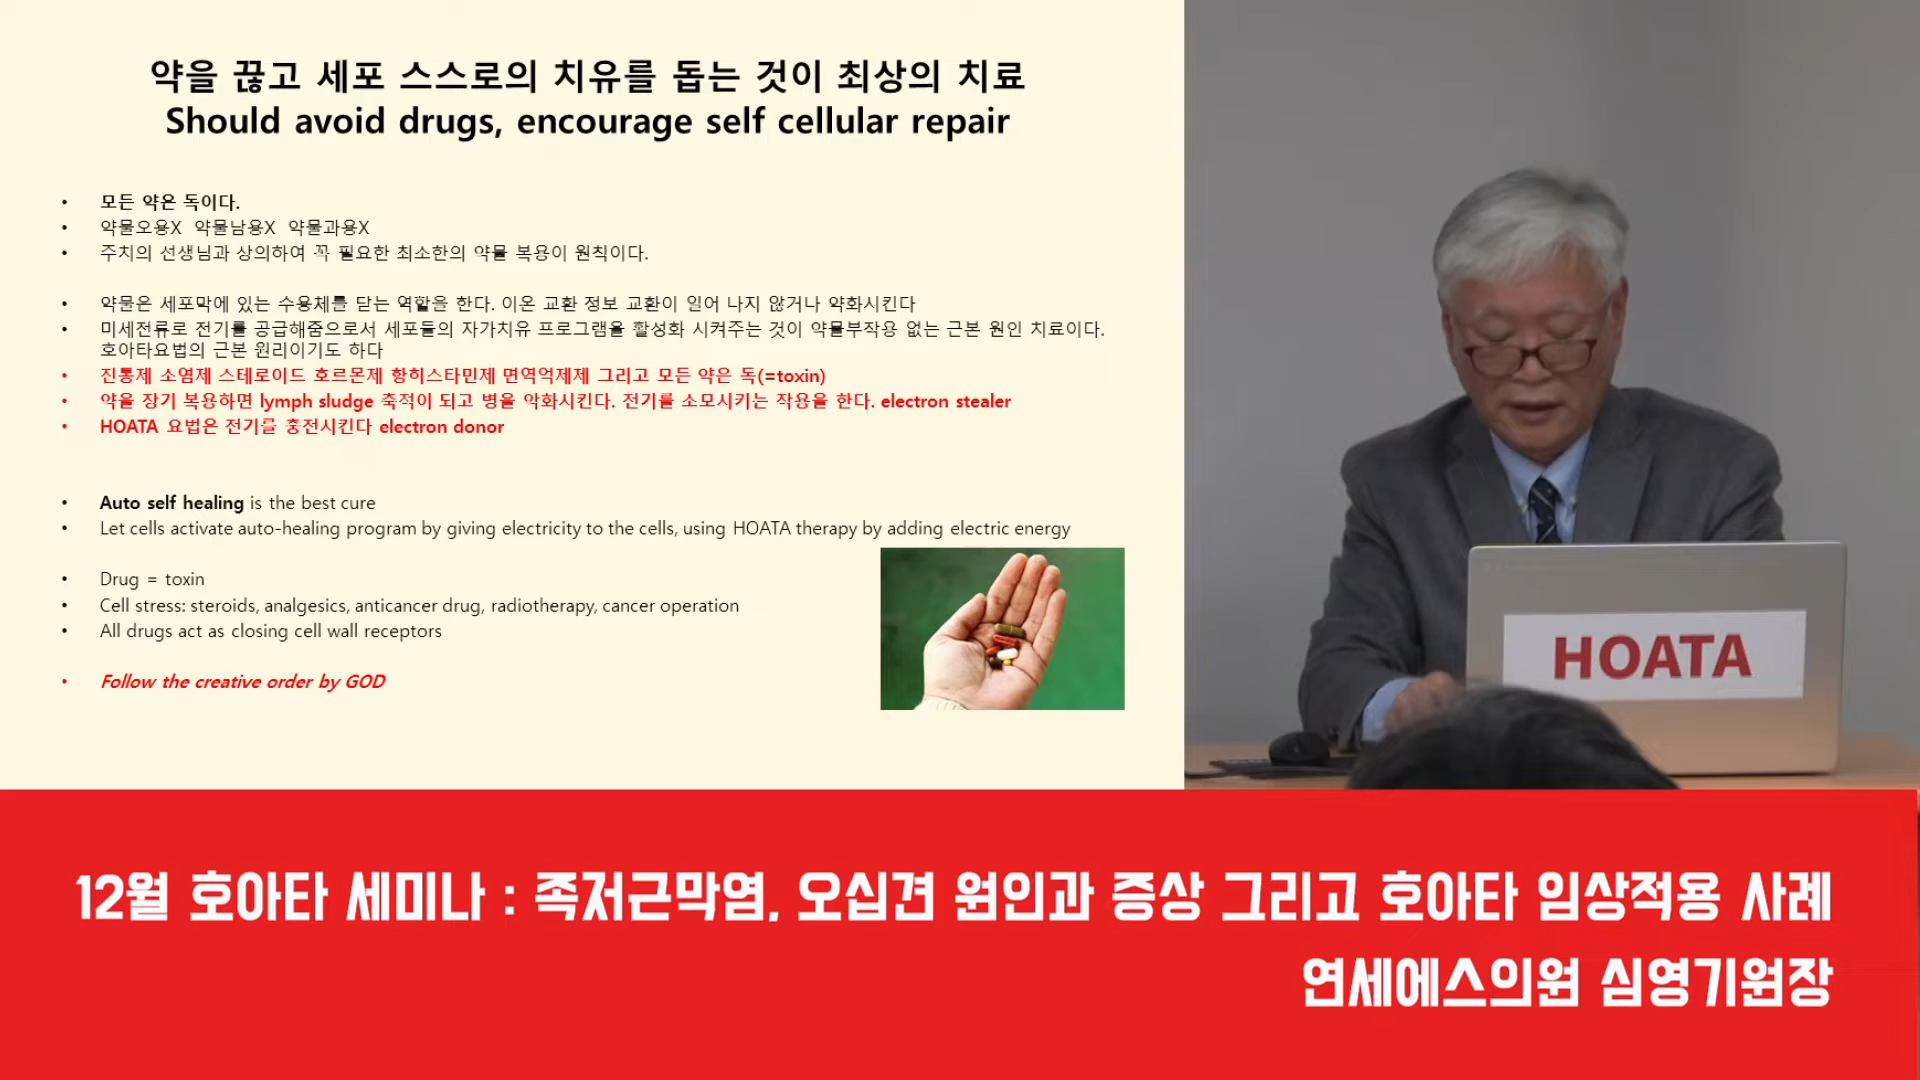 약을 끊고 세포 스스로의 치유를 돕는 것이 최상의 치료
Should avoid drugs, encourage self cellular repair
• 모든 약은 독이다.
• 약물오용X 약물남용X 약물과용X
• 주치의 선생님과 상의하여 꼭 필요한 최소한의 약물 복용이 원칙이다.
• 약물은 세포막에 있는 수용체를 닫는 역할을 한다. 이온 교환 정보 교환이 일어 나지 않거나 약화시킨다
• 미세전류로 전기를 공급해줌으로서 세포들의 자가치유 프로그램을 활성화 시켜주는 것이 약물부작용 없는 근본 원인 치료이다.
호아타요법의 근본 원리이기도 하다
• 진통제 소염제 스테로이드 호르몬제 항히스타민제 면역억제제 그리고 모든 약은 독(=toxin)
• 약을 장기 복용하면 lymph sludge 축적이 되고 병을 악화시킨다. 전기를 소모시키는 작용을 한다. electron stealer
• HOATA 요법은 전기를 충전시킨다 electron donor
• Auto self healing is the best cure
• Let cells activate auto-healing program by giving electricity to the cells, using HOATA therapy by adding electric energy
• Drug = toxin
• Cell stress: steroids, analgesics, anticancer drug, radiotherapy, cancer operation
• All drugs act as closing cell wall receptors
• Follow the creative order by GOD
HOATA
12월 호아타 세미나 : 족저근막염, 오십견 원인과 증상 그리고 호아타 임상적용 사례
연세에스의원 심영기원장